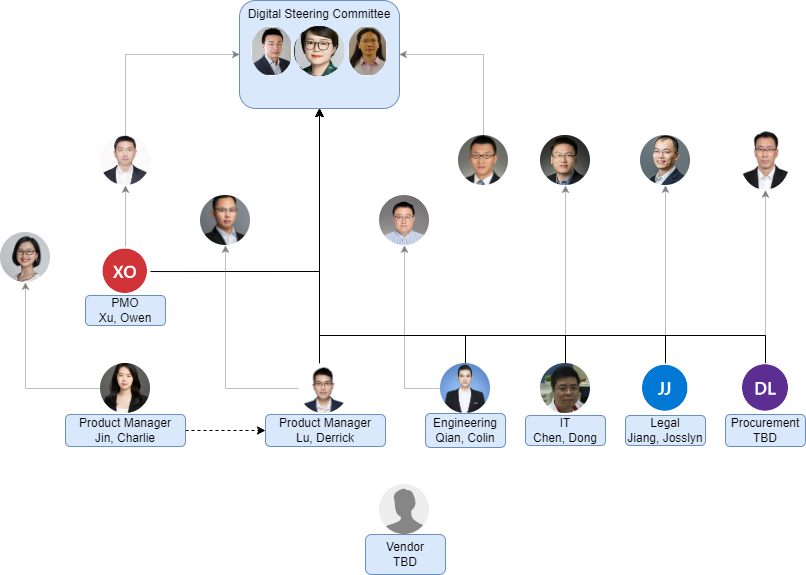 Digital Steering Committee
XO
PMO
Xu, Owen
JJ
DL
Product Manager
Jin, Charlie
Product Manager
Lu, Derrick
Engineering
Qian, Colin
IT
Chen, Dong
Legal
Jiang, Josslyn
Procurement
TBD
Vendor
TBD